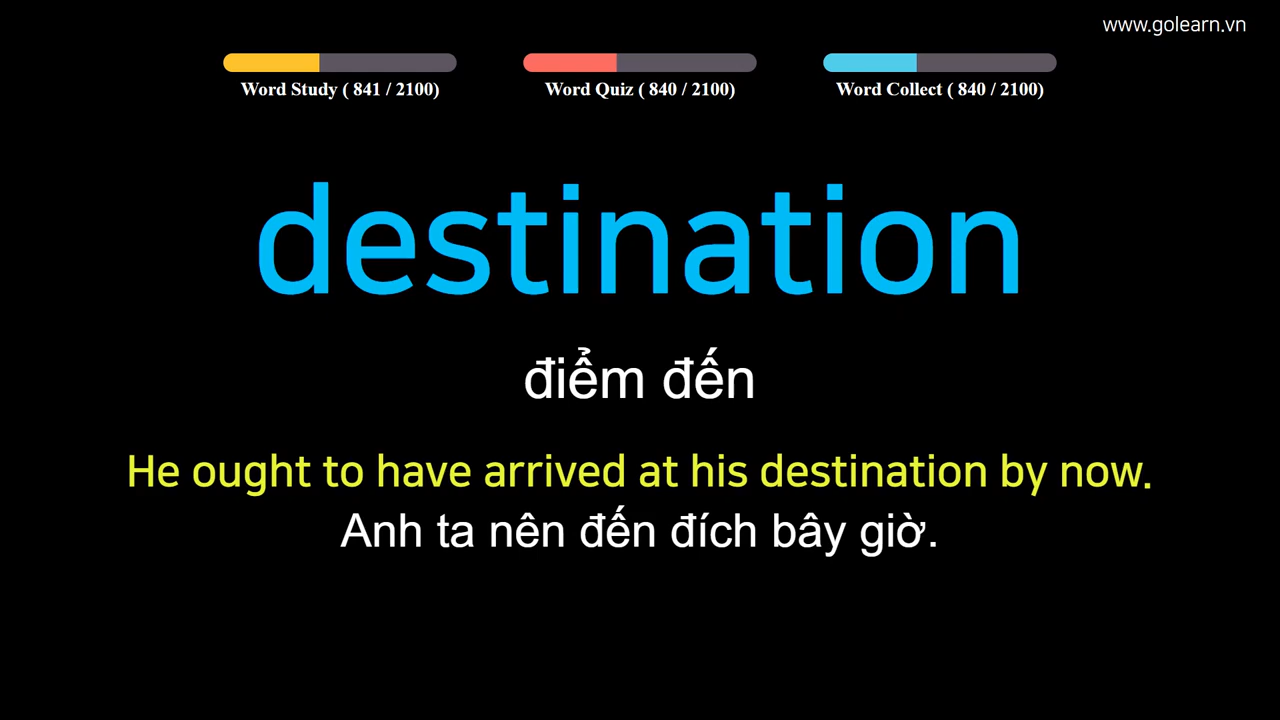 www.golearn.vn
Word Study ( 841 / 2100)
Word Quiz ( 840 / 2100)
Word Collect ( 840 / 2100)
destination
điểm đến
He ought to have arrived at his destination by now.
Anh ta nên đến đích bây giờ.